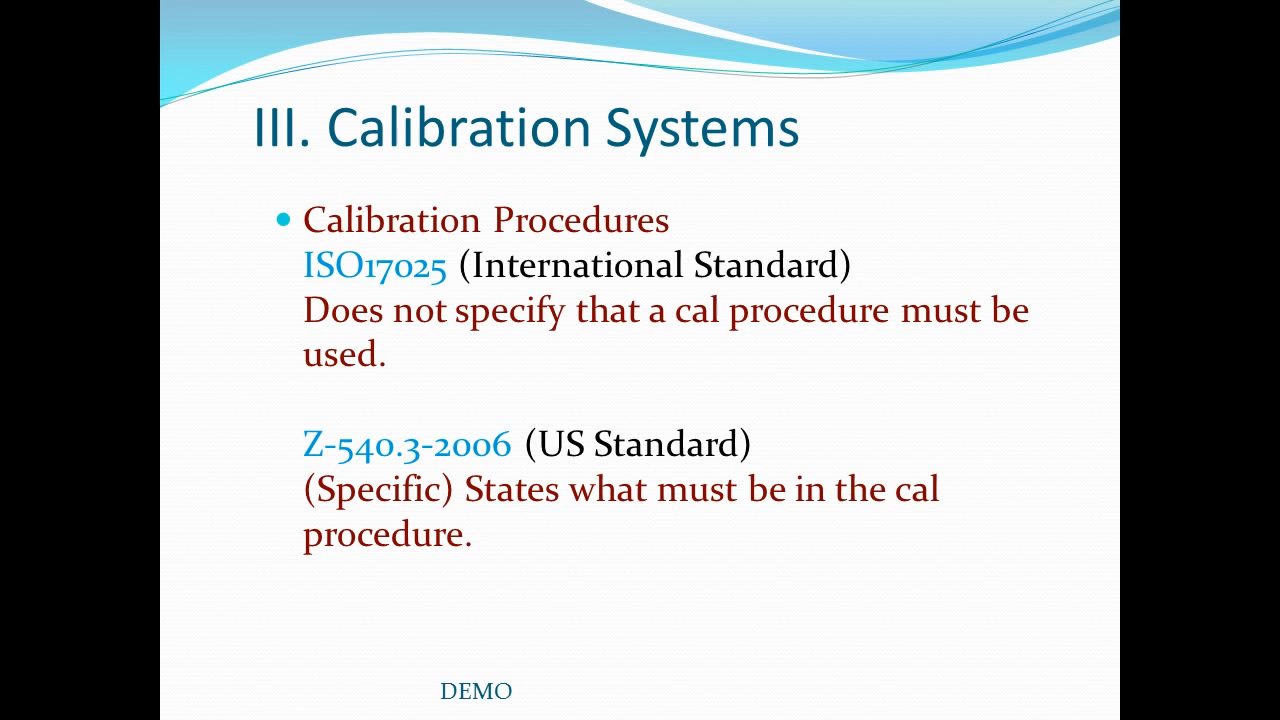 III. Calibration Systems
Calibration Procedures
ISO17025 (International Standard)
Does not specify that a cal procedure must be
used.
Z-540.3-2006 (US Standard)
(Specific) States what must be in the cal
procedure.
DEMO